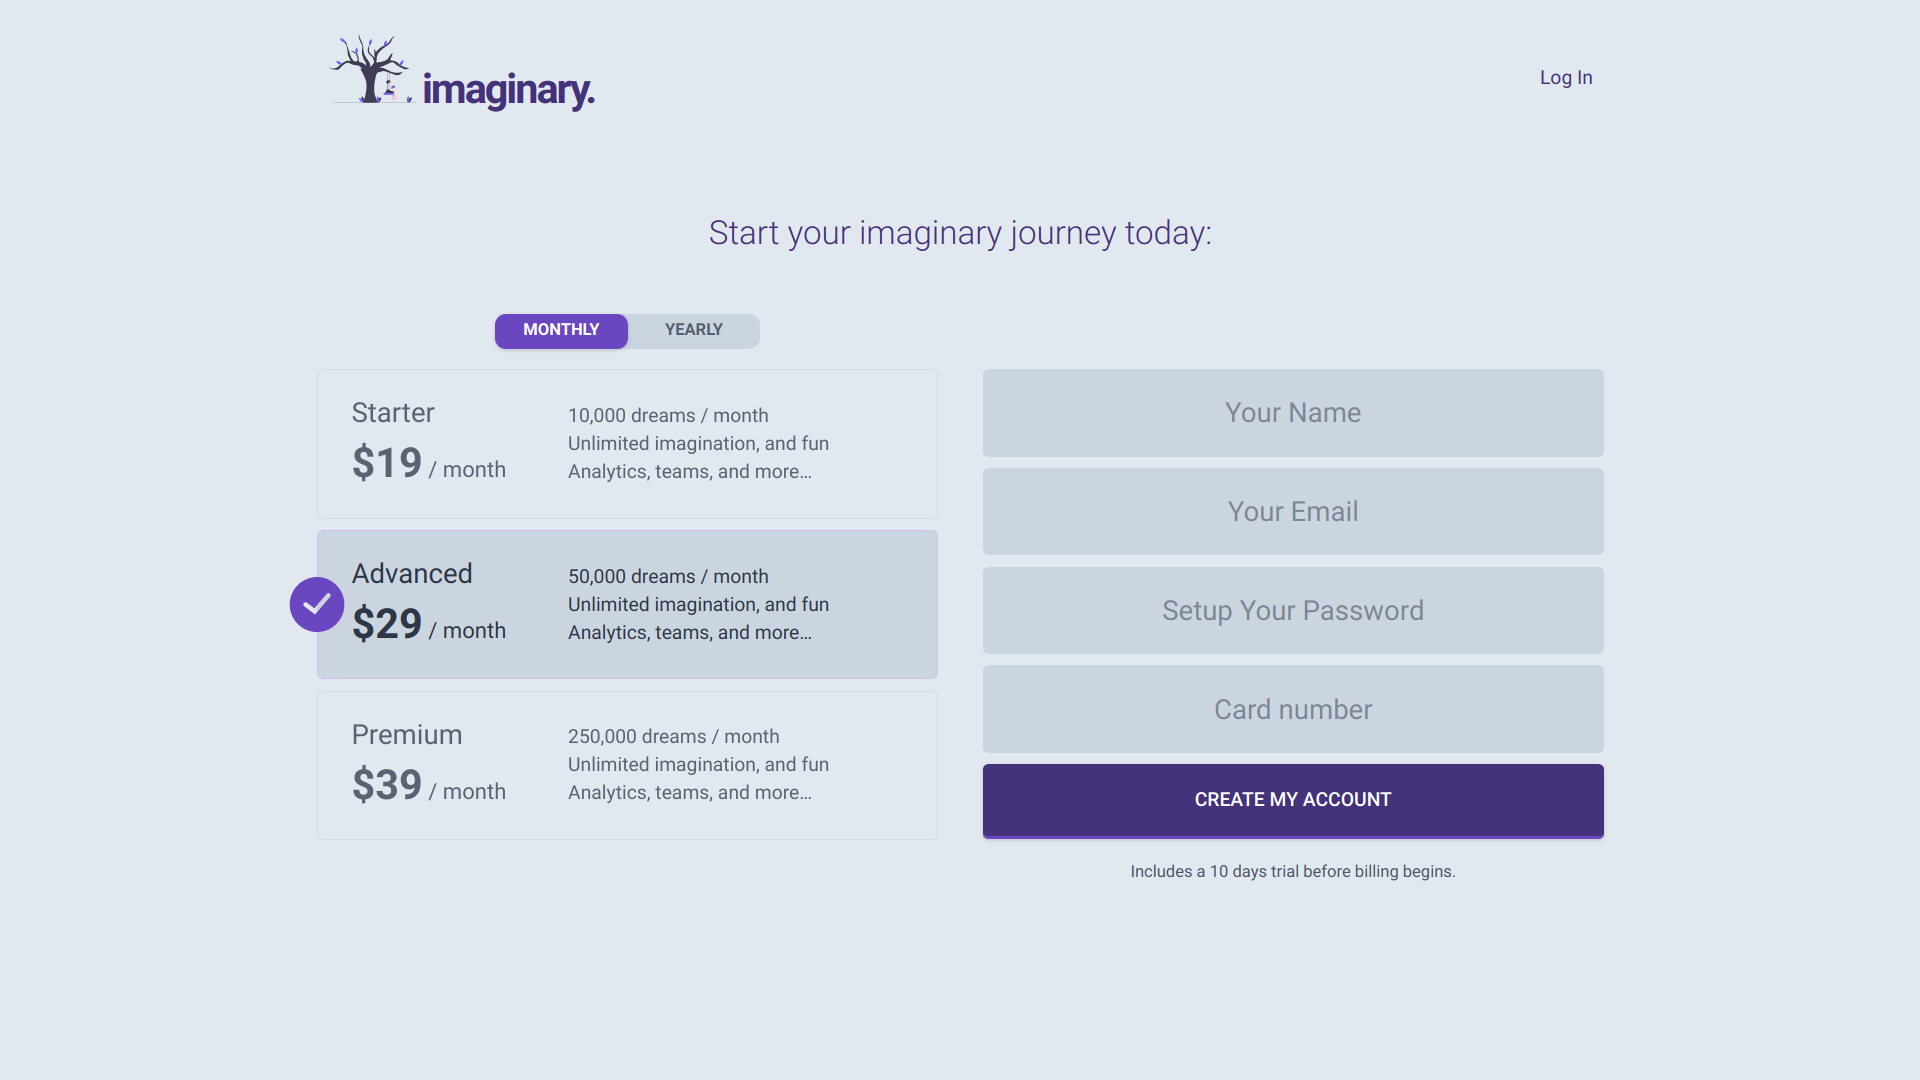 imaginary.
Log In
Start your imaginary journey today:
MONTHLY
YEARLY
Starter
$19 / month
10,000 dreams / month
Unlimited imagination, and fun
Analytics, teams, and more...
Advanced
$29 / month
50,000 dreams / month
Unlimited imagination, and fun
Analytics, teams, and more...
Premium
$39 / month
250,000 dreams / month
Unlimited imagination, and fun
Analytics, teams, and more...
Your Name
Your Email
Setup Your Password
Card number
CREATE MY ACCOUNT
Includes a 10 days trial before billing begins.